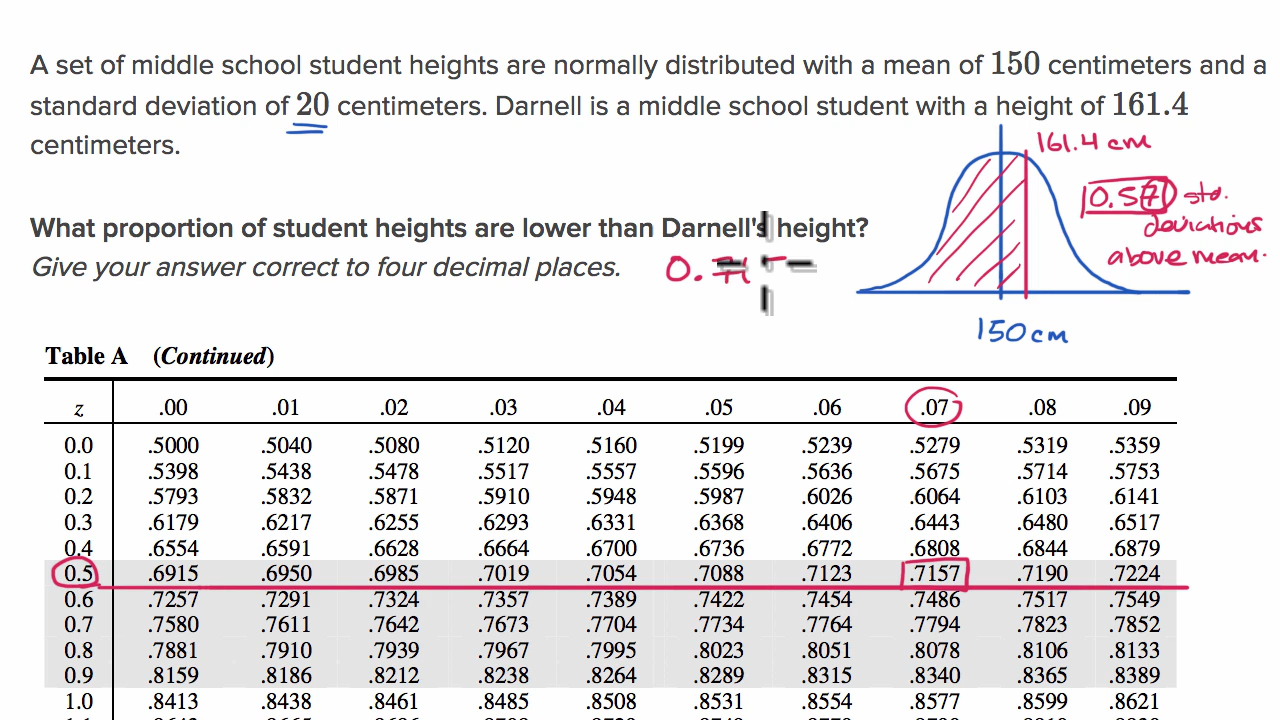 A set of middle school student heights are normally distributed with a mean of 150 centimeters and a
standard deviation of 20 centimeters. Darnell is a middle school student with a height of 161.4
centimeters.
161.4 cm
0.57 std.
deviations
above mean.
What proportion of student heights are lower than Darnell's height?
Give your answer correct to four decimal places.
0.71
150 cm
Table A (Continued)
z .00 .01 .02 .03 .04 .05 .06 .07 .08 .09
0.0 .5000 .5040 .5080 .5120 .5160 .5199 .5239 .5279 .5319 .5359
0.1 .5398 .5438 .5478 .5517 .5557 .5596 .5636 .5675 .5714 .5753
0.2 .5793 .5832 .5871 .5910 .5948 .5987 .6026 .6064 .6103 .6141
0.3 .6179 .6217 .6255 .6293 .6331 .6368 .6406 .6443 .6480 .6517
0.4 .6554 .6591 .6628 .6664 .6700 .6736 .6772 .6808 .6844 .6879
0.5 .6915 .6950 .6985 .7019 .7054 .7088 .7123 .7157 .7190 .7224
0.6 .7257 .7291 .7324 .7357 .7389 .7422 .7454 .7486 .7517 .7549
0.7 .7580 .7611 .7642 .7673 .7704 .7734 .7764 .7794 .7823 .7852
0.8 .7881 .7910 .7939 .7967 .7995 .8023 .8051 .8078 .8106 .8133
0.9 .8159 .8186 .8212 .8238 .8264 .8289 .8315 .8340 .8365 .8389
1.0 .8413 .8438 .8461 .8485 .8508 .8531 .8554 .8577 .8599 .8621